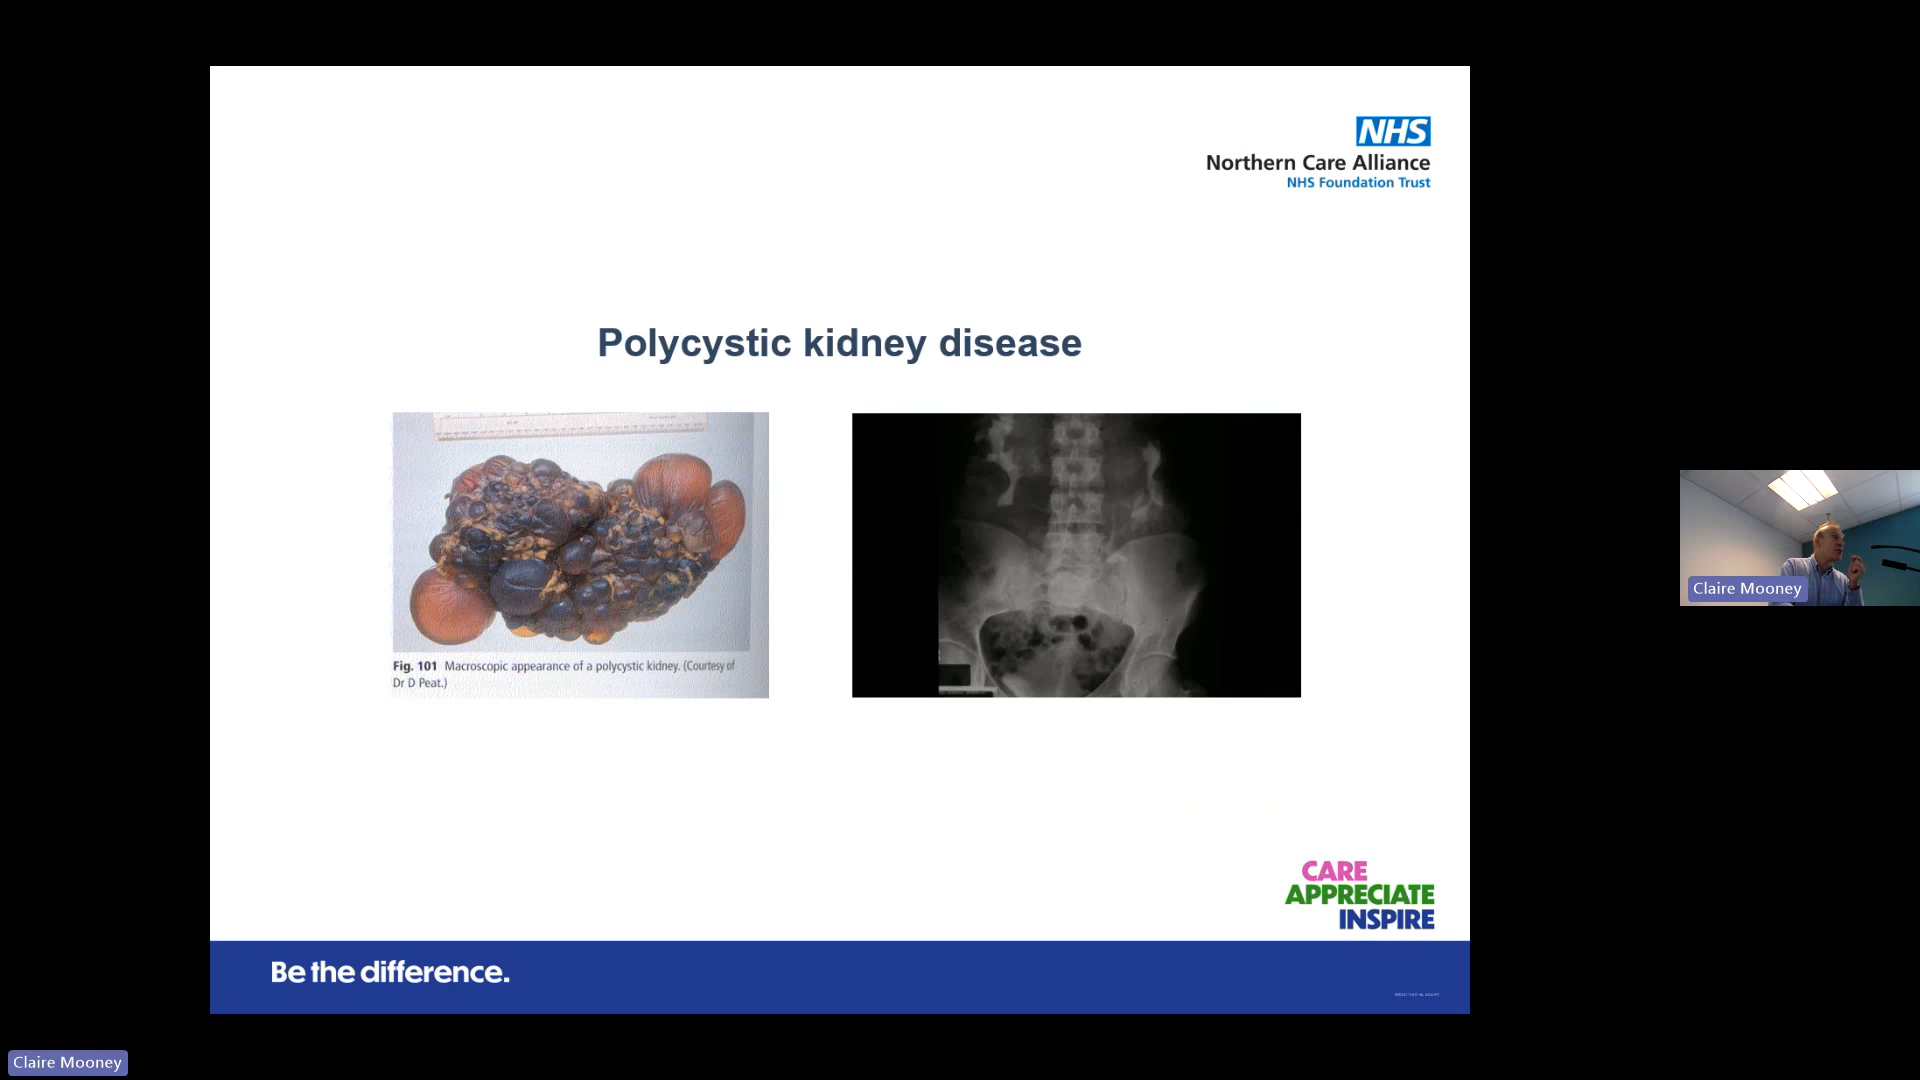 NHS
Northern Care Alliance
NHS Foundation Trust
Polycystic kidney disease
Fig. 101 Macroscopic appearance of a polycystic kidney. (Courtesy of
Dr D Peat.)
Claire Mooney
CARE
APPRECIATE
INSPIRE
Be the difference.
Claire Mooney